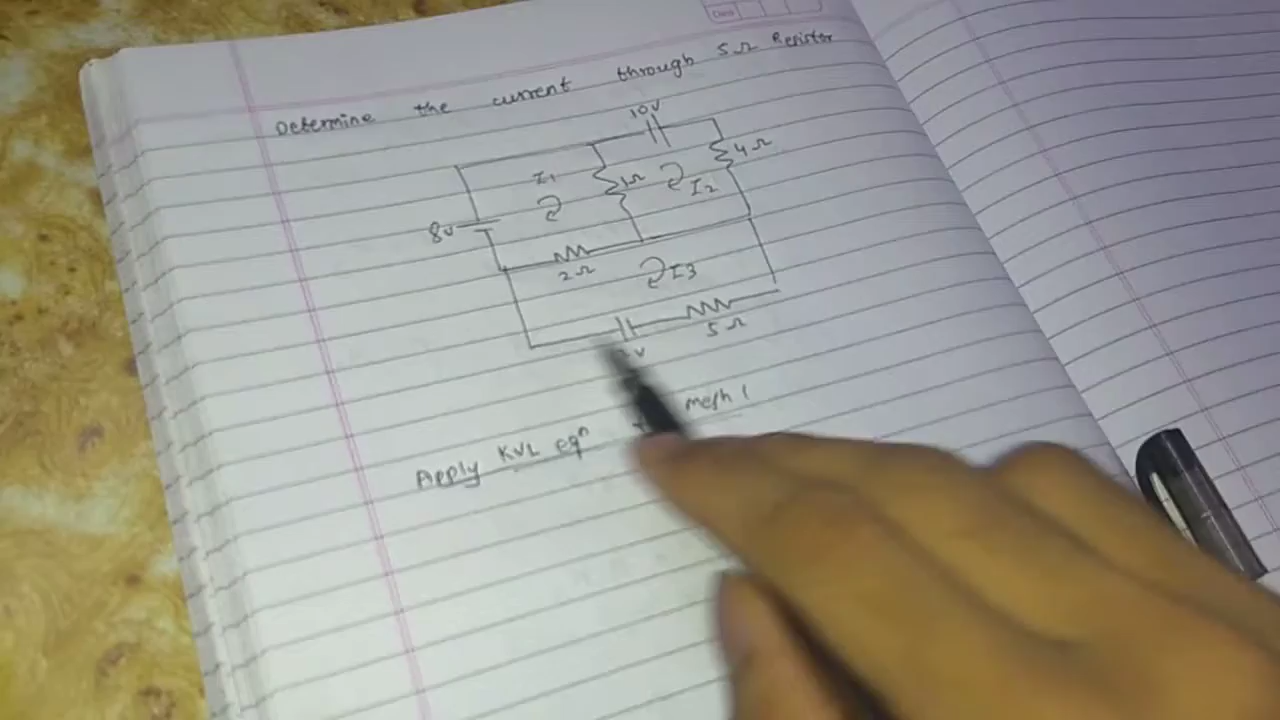 Determine the current through 5Ω Resistor
10V
4Ω
I1
1Ω
I2
8V
2Ω
I3
5Ω
V
Apply KVL eqn mesh 1